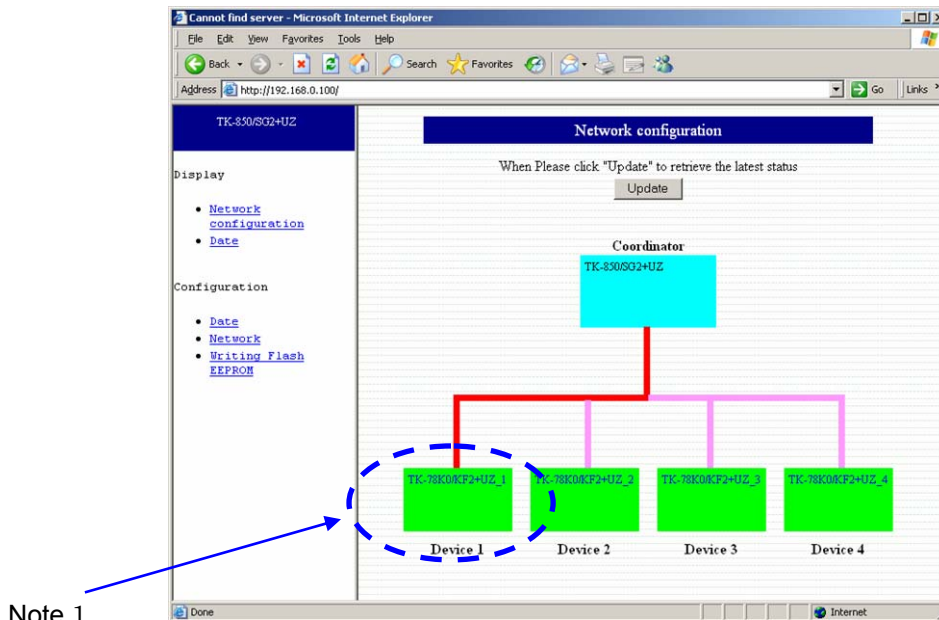 Cannot find server - Microsoft Internet Explorer
File Edit View Favorites Tools Help
Back Search Favorites
Address http://192.168.0.100/ Go Links
TK-850/SG2+UZ
Display
Network
configuration
Date
Configuration
Date
Network
Writing Flash
EEPROM
Network configuration
When Please click "Update" to retrieve the latest status
Update
Coordinator
TK-850/SG2+UZ
TK-78K0/KF2+UZ_1 TK-78K0/KF2+UZ_2 TK-78K0/KF2+UZ_3 TK-78K0/KF2+UZ_4
Device 1 Device 2 Device 3 Device 4
Note 1
Done Internet